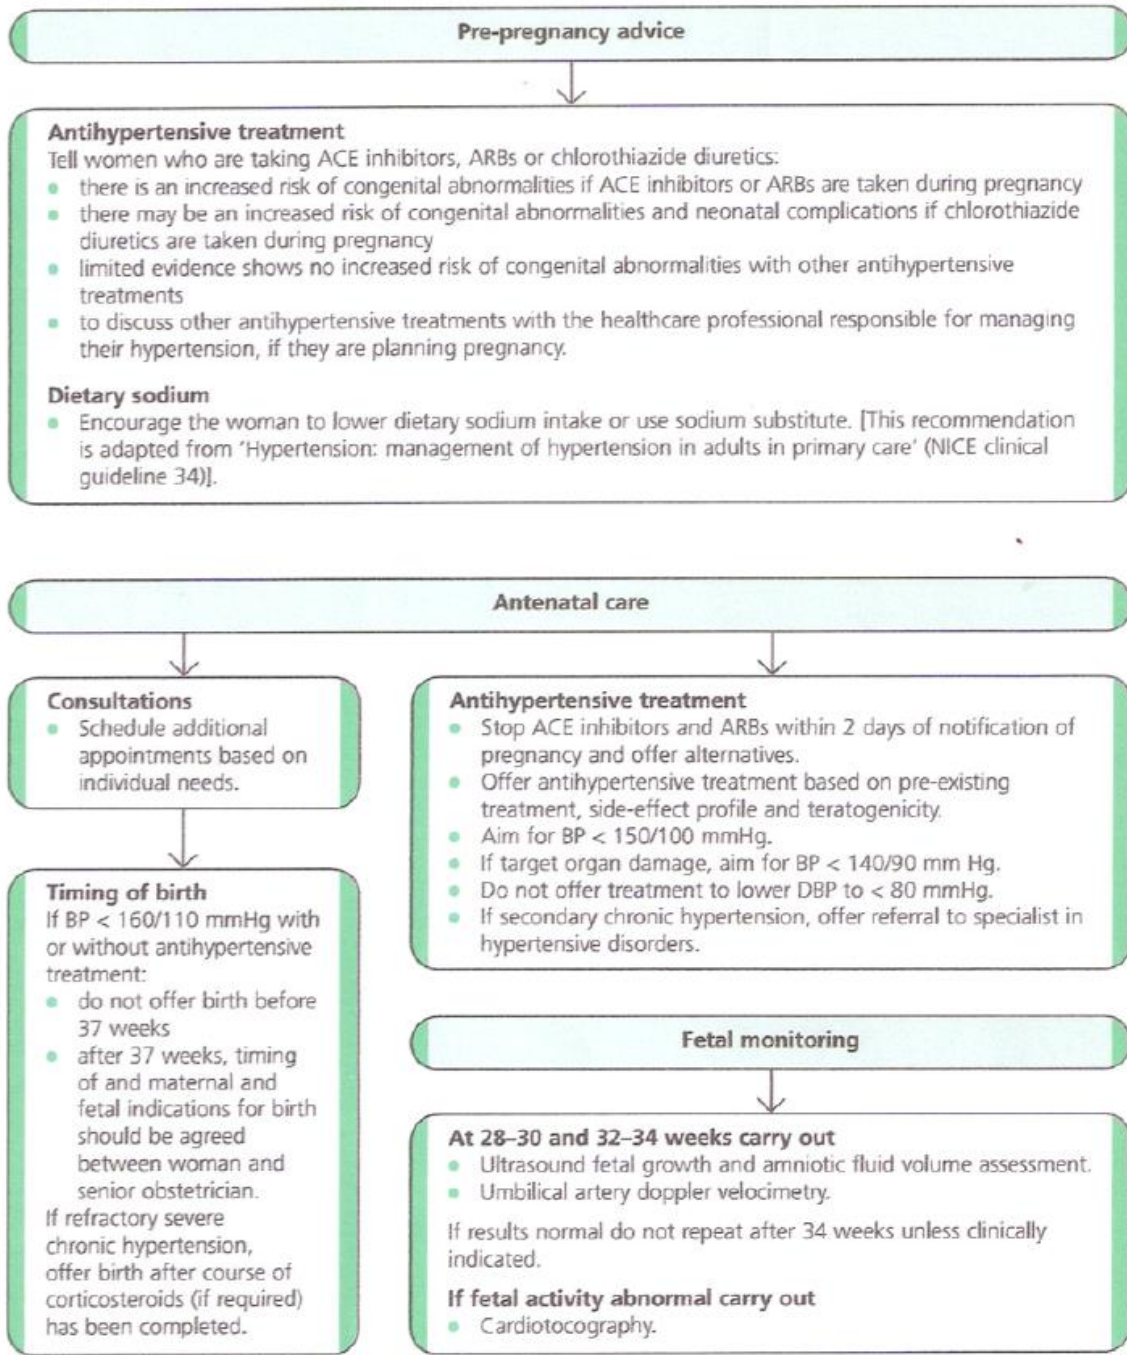 Pre-pregnancy advice
Antihypertensive treatment
Tell women who are taking ACE inhibitors, ARBs or chlorothiazide diuretics:
• there is an increased risk of congenital abnormalities if ACE inhibitors or ARBs are taken during pregnancy
• there may be an increased risk of congenital abnormalities and neonatal complications if chlorothiazide
diuretics are taken during pregnancy
• limited evidence shows no increased risk of congenital abnormalities with other antihypertensive
treatments
• to discuss other antihypertensive treatments with the healthcare professional responsible for managing
their hypertension, if they are planning pregnancy.
Dietary sodium
• Encourage the woman to lower dietary sodium intake or use sodium substitute. [This recommendation
is adapted from 'Hypertension: management of hypertension in adults in primary care' (NICE clinical
guideline 34)].
Antenatal care
Consultations
• Schedule additional
appointments based on
individual needs.
Timing of birth
If BP < 160/110 mmHg with
or without antihypertensive
treatment:
• do not offer birth before
37 weeks
• after 37 weeks, timing
of and maternal and
fetal indications for birth
should be agreed
between woman and
senior obstetrician.
If refractory severe
chronic hypertension,
offer birth after course of
corticosteroids (if required)
has been completed.
Antihypertensive treatment
• Stop ACE inhibitors and ARBs within 2 days of notification of
pregnancy and offer alternatives.
• Offer antihypertensive treatment based on pre-existing
treatment, side-effect profile and teratogenicity.
• Aim for BP < 150/100 mmHg.
• If target organ damage, aim for BP < 140/90 mm Hg.
• Do not offer treatment to lower DBP to < 80 mmHg.
• If secondary chronic hypertension, offer referral to specialist in
hypertensive disorders.
Fetal monitoring
At 28–30 and 32–34 weeks carry out
• Ultrasound fetal growth and amniotic fluid volume assessment.
• Umbilical artery doppler velocimetry.
If results normal do not repeat after 34 weeks unless clinically
indicated.
If fetal activity abnormal carry out
• Cardiotocography.